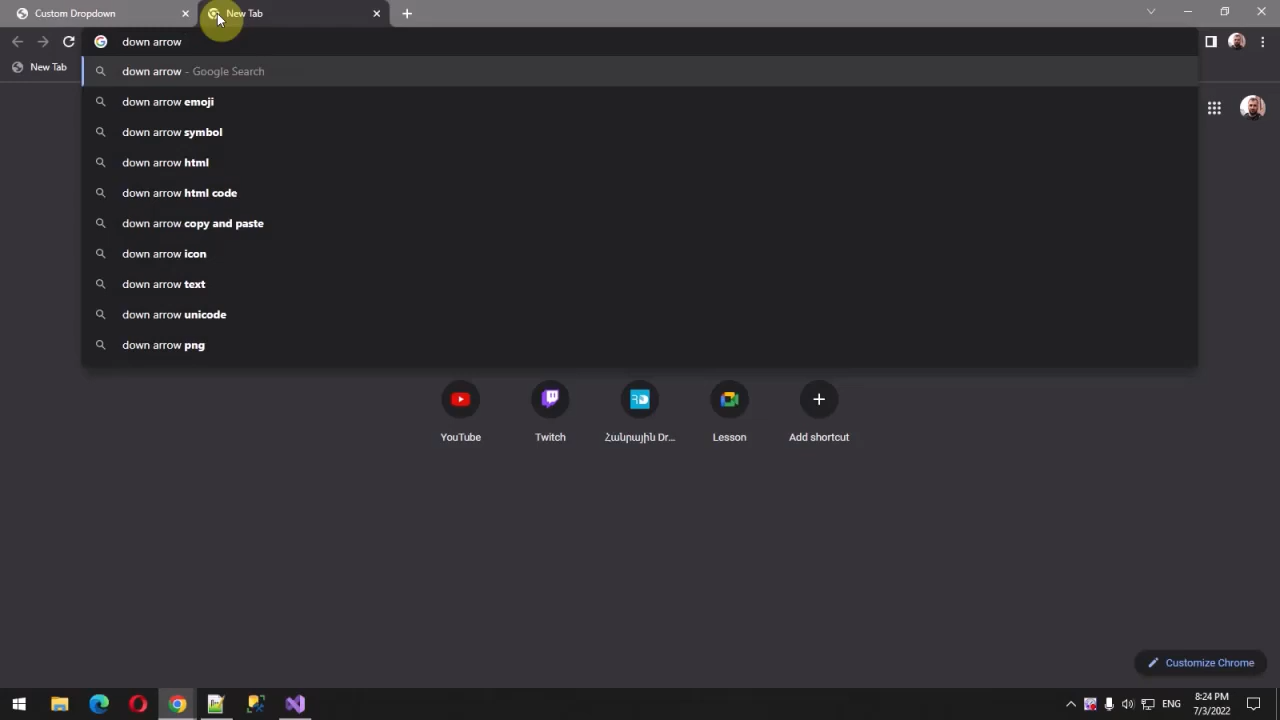 Custom Dropdown
New Tab
down arrow
New Tab
down arrow - Google Search
down arrow emoji
down arrow symbol
down arrow html
down arrow html code
down arrow copy and paste
down arrow icon
down arrow text
down arrow unicode
down arrow png
YouTube
Twitch
Հանրային Dr...
Lesson
Add shortcut
Customize Chrome
ENG
8:24 PM
7/3/2022